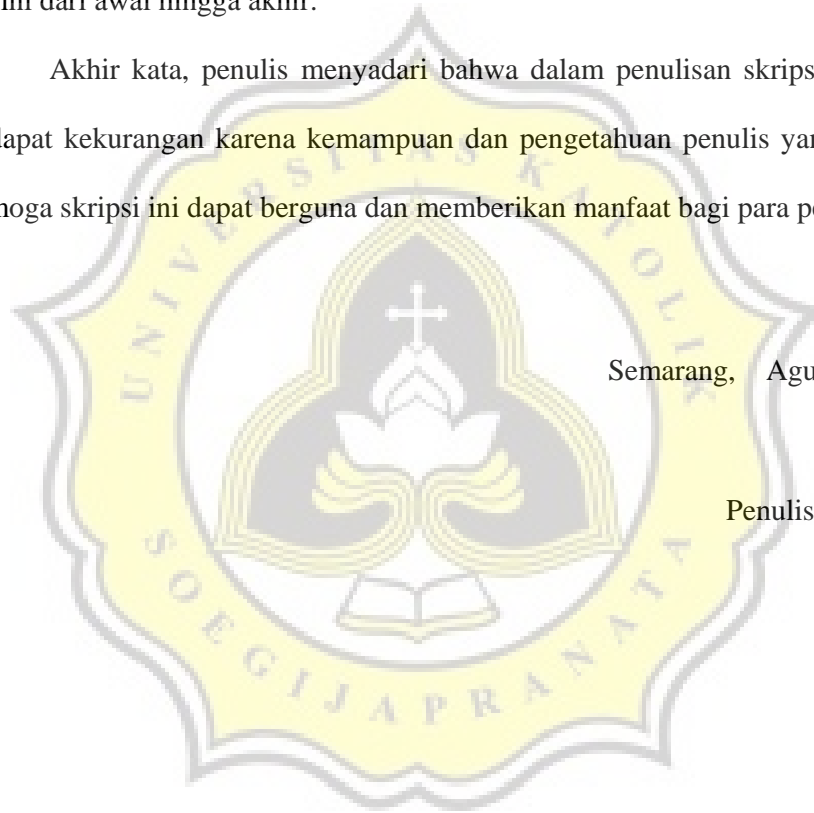 dari awal hingga akhir.
Akhir kata, penulis menyadari bahwa dalam penulisan skrips
dapat kekurangan karena kemampuan dan pengetahuan penulis yan
moga skripsi ini dapat berguna dan memberikan manfaat bagi para pe
Semarang, Agu
Penulis
UNIVERSITAS KATOLIK
SOEGIJAPRANATA